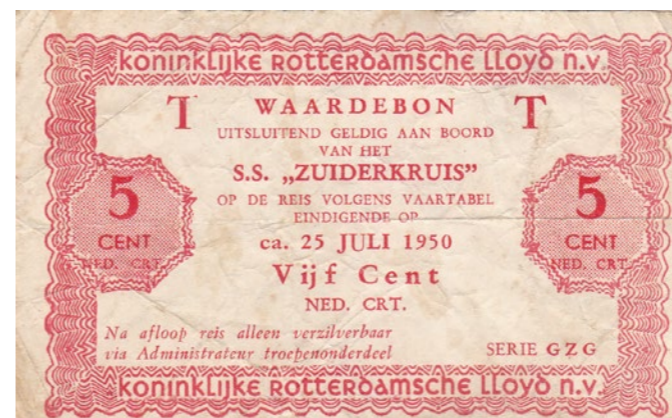 KONINKLIJKE ROTTERDAMSCHE LLOYD N.V.
T WAARDEBON T
UITSLUITEND GELDIG AAN BOORD
VAN HET
S.S. „ZUIDERKRUIS”
OP DE REIS VOLGENS VAARTABEL
EINDIGENDE OP
ca. 25 JULI 1950
Vijf Cent
NED. CRT.
5
CENT
NED. CRT.
5
CENT
NED. CRT.
Na afloop reis alleen verzilverbaar
via Administrateur troepenonderdeel
SERIE GZG
KONINKLIJKE ROTTERDAMSCHE LLOYD N.V.